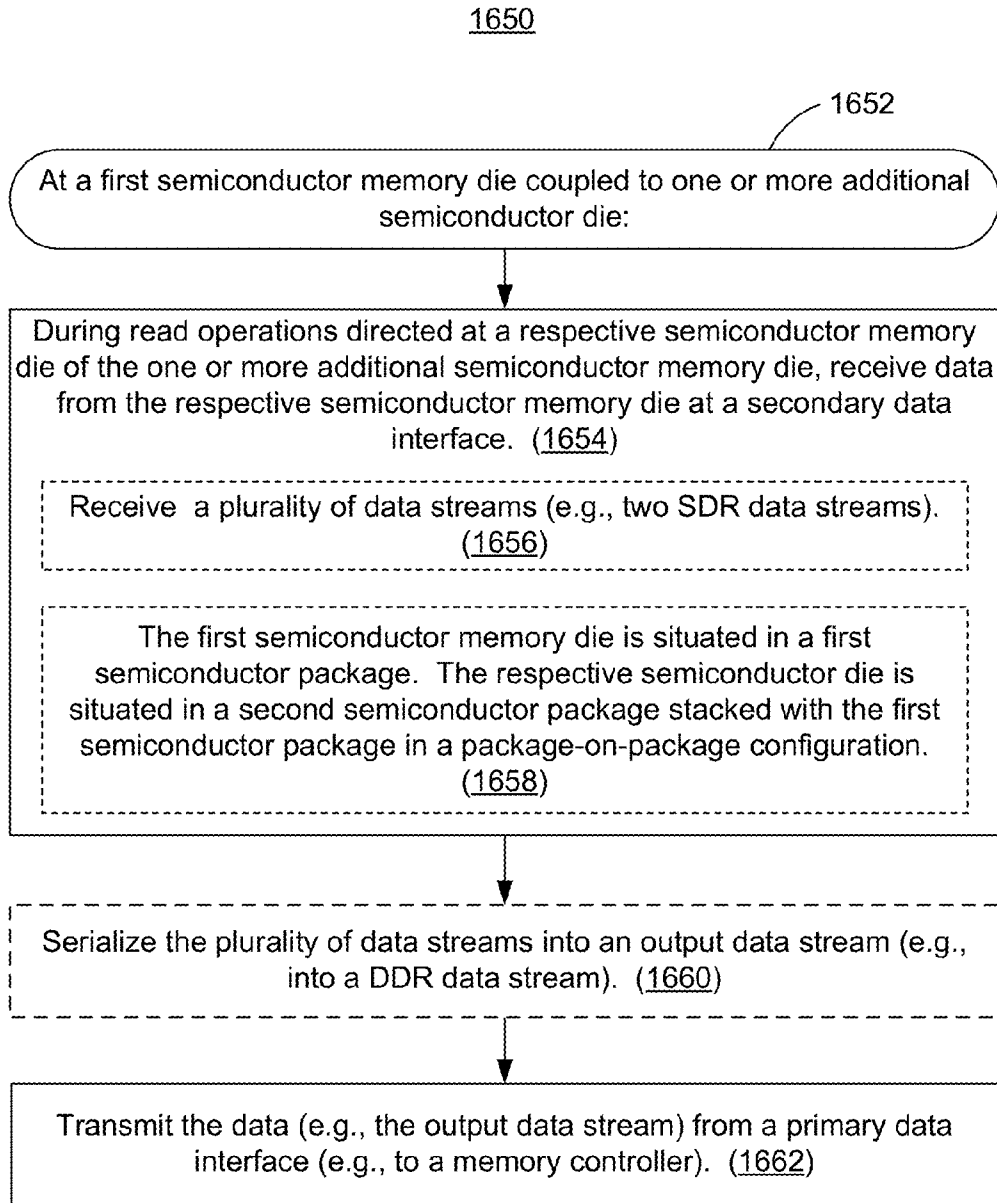 1650
1652
At a first semiconductor memory die coupled to one or more additional
semiconductor die:
During read operations directed at a respective semiconductor memory
die of the one or more additional semiconductor memory die, receive data
from the respective semiconductor memory die at a secondary data
interface. (1654)
Receive a plurality of data streams (e.g., two SDR data streams).
(1656)
The first semiconductor memory die is situated in a first
semiconductor package. The respective semiconductor die is
situated in a second semiconductor package stacked with the first
semiconductor package in a package-on-package configuration.
(1658)
Serialize the plurality of data streams into an output data stream (e.g.,
into a DDR data stream). (1660)
Transmit the data (e.g., the output data stream) from a primary data
interface (e.g., to a memory controller). (1662)